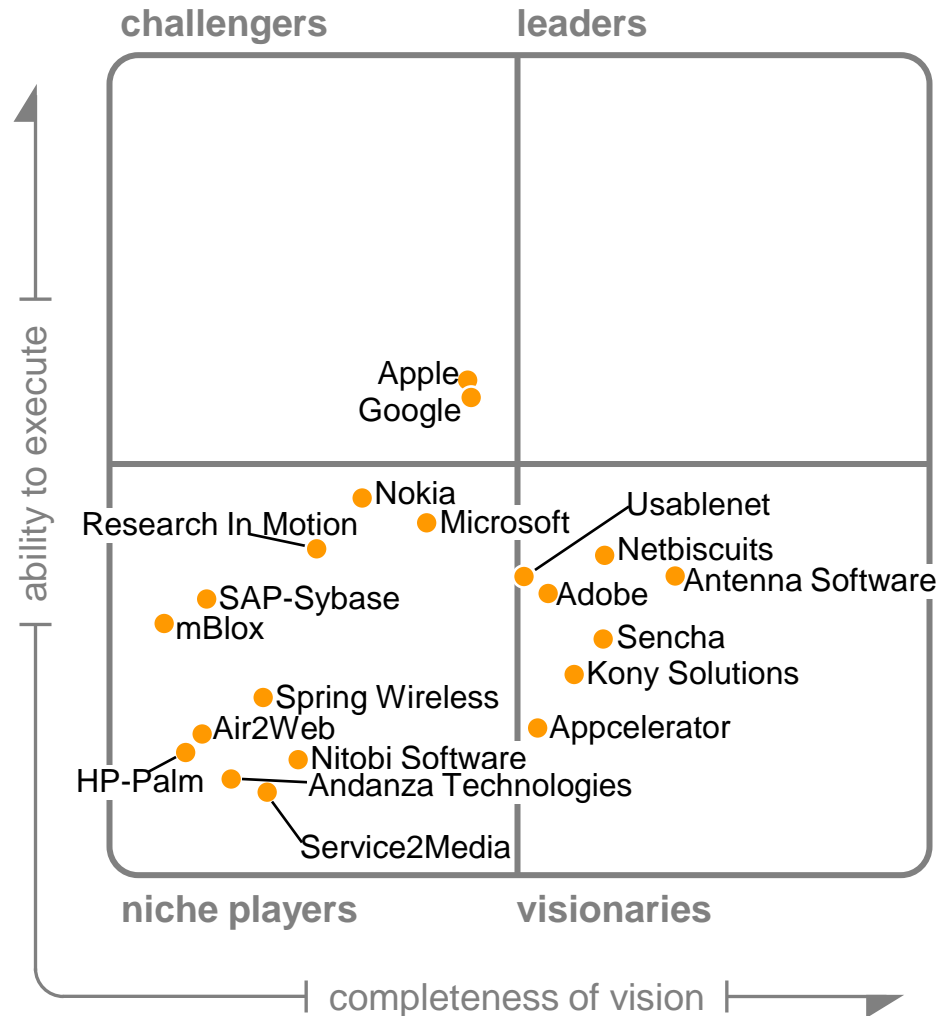 challengers
leaders
ability to execute
Apple
Google
Nokia
Usablenet
Research In Motion
Microsoft
Netbiscuits
Antenna Software
SAP-Sybase
Adobe
mBlox
Sencha
Kony Solutions
Spring Wireless
Air2Web
Appcelerator
Nitobi Software
HP-Palm
Andanza Technologies
Service2Media
niche players
visionaries
completeness of vision